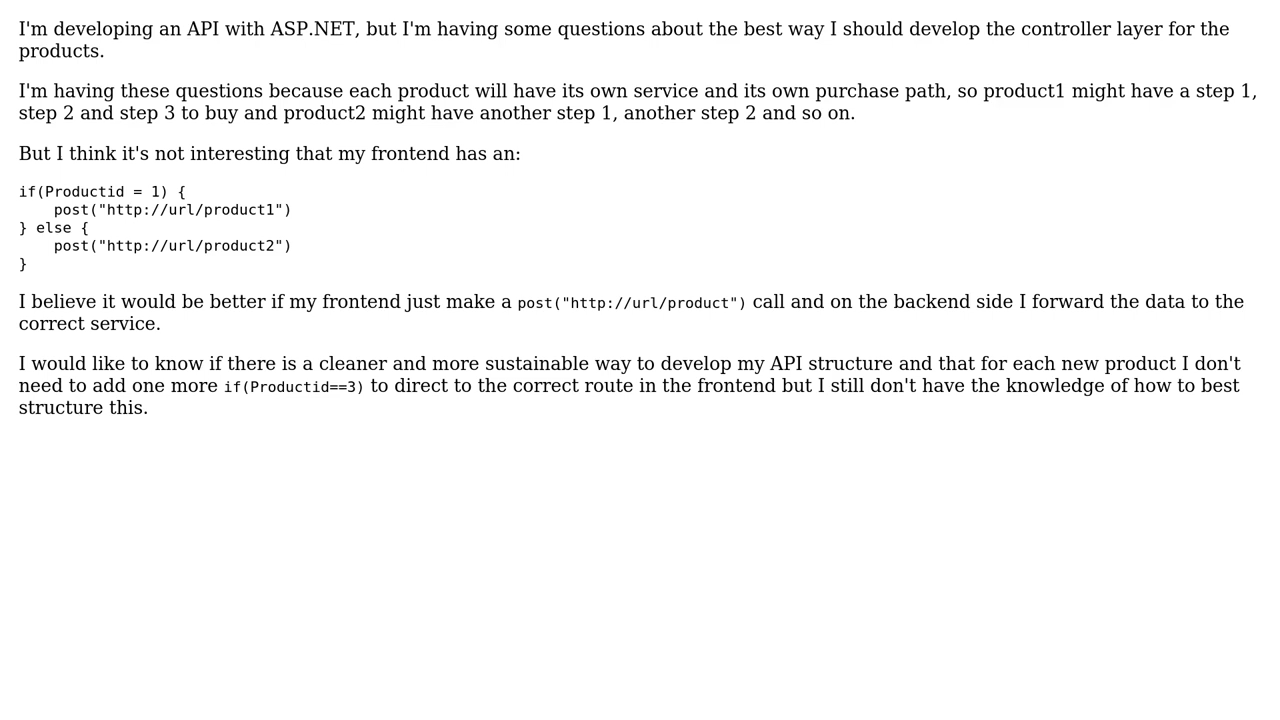 I'm developing an API with ASP.NET, but I'm having some questions about the best way I should develop the controller layer for the
products.
I'm having these questions because each product will have its own service and its own purchase path, so product1 might have a step 1,
step 2 and step 3 to buy and product2 might have another step 1, another step 2 and so on.
But I think it's not interesting that my frontend has an:
if(Productid = 1) {
    post("http://url/product1")
} else {
    post("http://url/product2")
}
I believe it would be better if my frontend just make a post("http://url/product") call and on the backend side I forward the data to the
correct service.
I would like to know if there is a cleaner and more sustainable way to develop my API structure and that for each new product I don't
need to add one more if(Productid==3) to direct to the correct route in the frontend but I still don't have the knowledge of how to best
structure this.